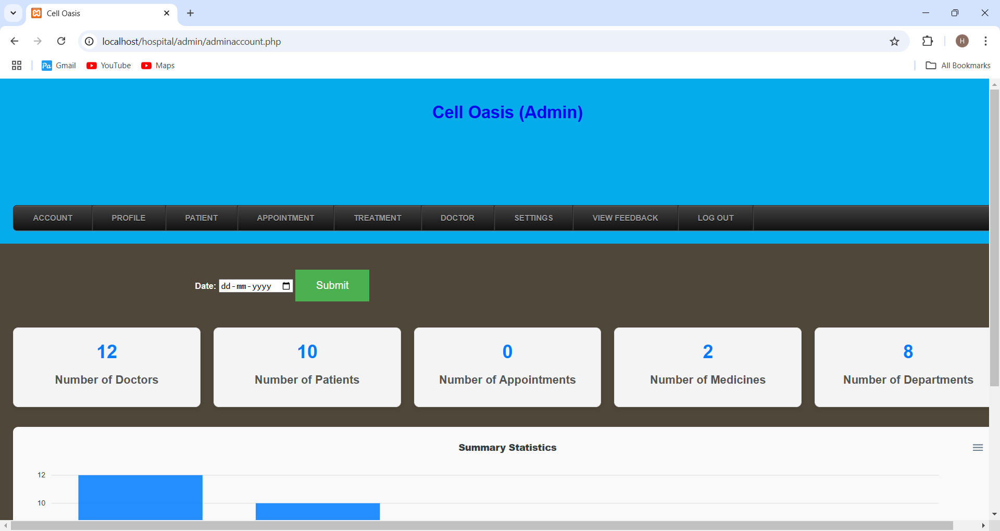 Cell Oasis
localhost/hospital/admin/adminaccount.php
H
Pa Gmail YouTube Maps All Bookmarks
Cell Oasis (Admin)
ACCOUNT PROFILE PATIENT APPOINTMENT TREATMENT DOCTOR SETTINGS VIEW FEEDBACK LOG OUT
Date: dd-mm-yyyy Submit
12 10 0 2 8
Number of Doctors Number of Patients Number of Appointments Number of Medicines Number of Departments
Summary Statistics
12
10